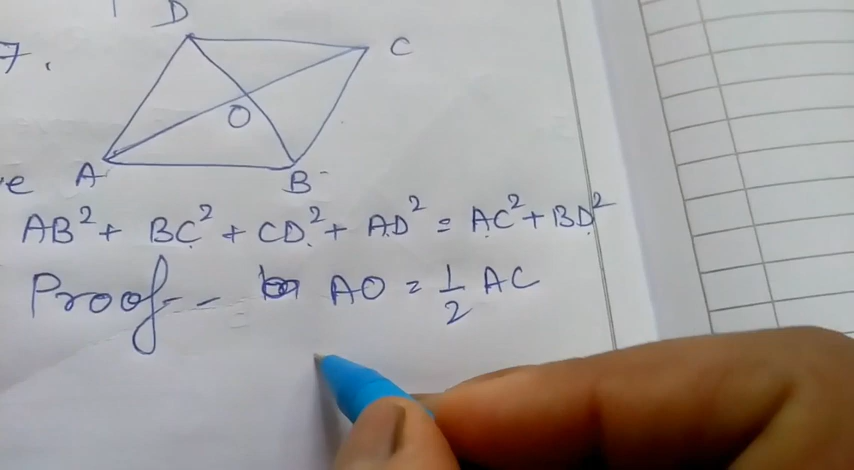 D
7.
C
O
A
B
e
AB² + BC² + CD² + AD² = AC² + BD²
Proof - AO = 1/2 AC